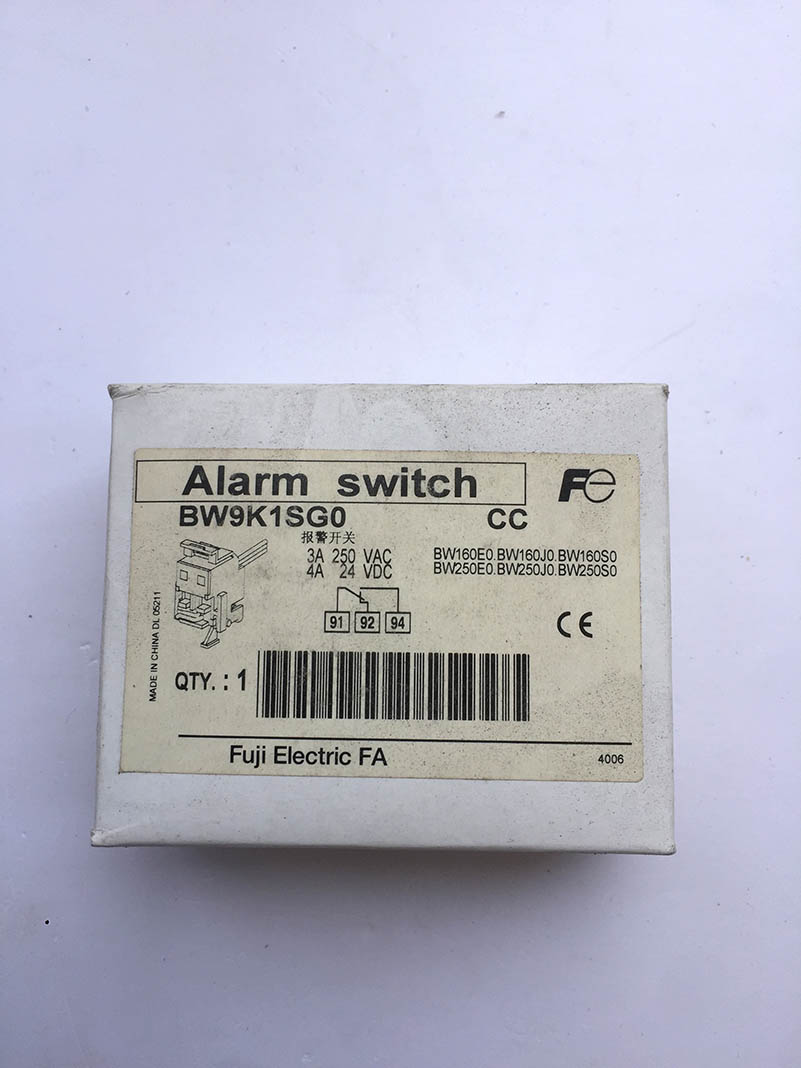 Alarm switch
Fe
BW9K1SG0 CC
报警开关
3A 250 VAC BW160E0.BW160J0.BW160S0
4A 24 VDC BW250E0.BW250J0.BW250S0
91 92 94
CE
MADE IN CHINA DL 05211
QTY. : 1
Fuji Electric FA
4006